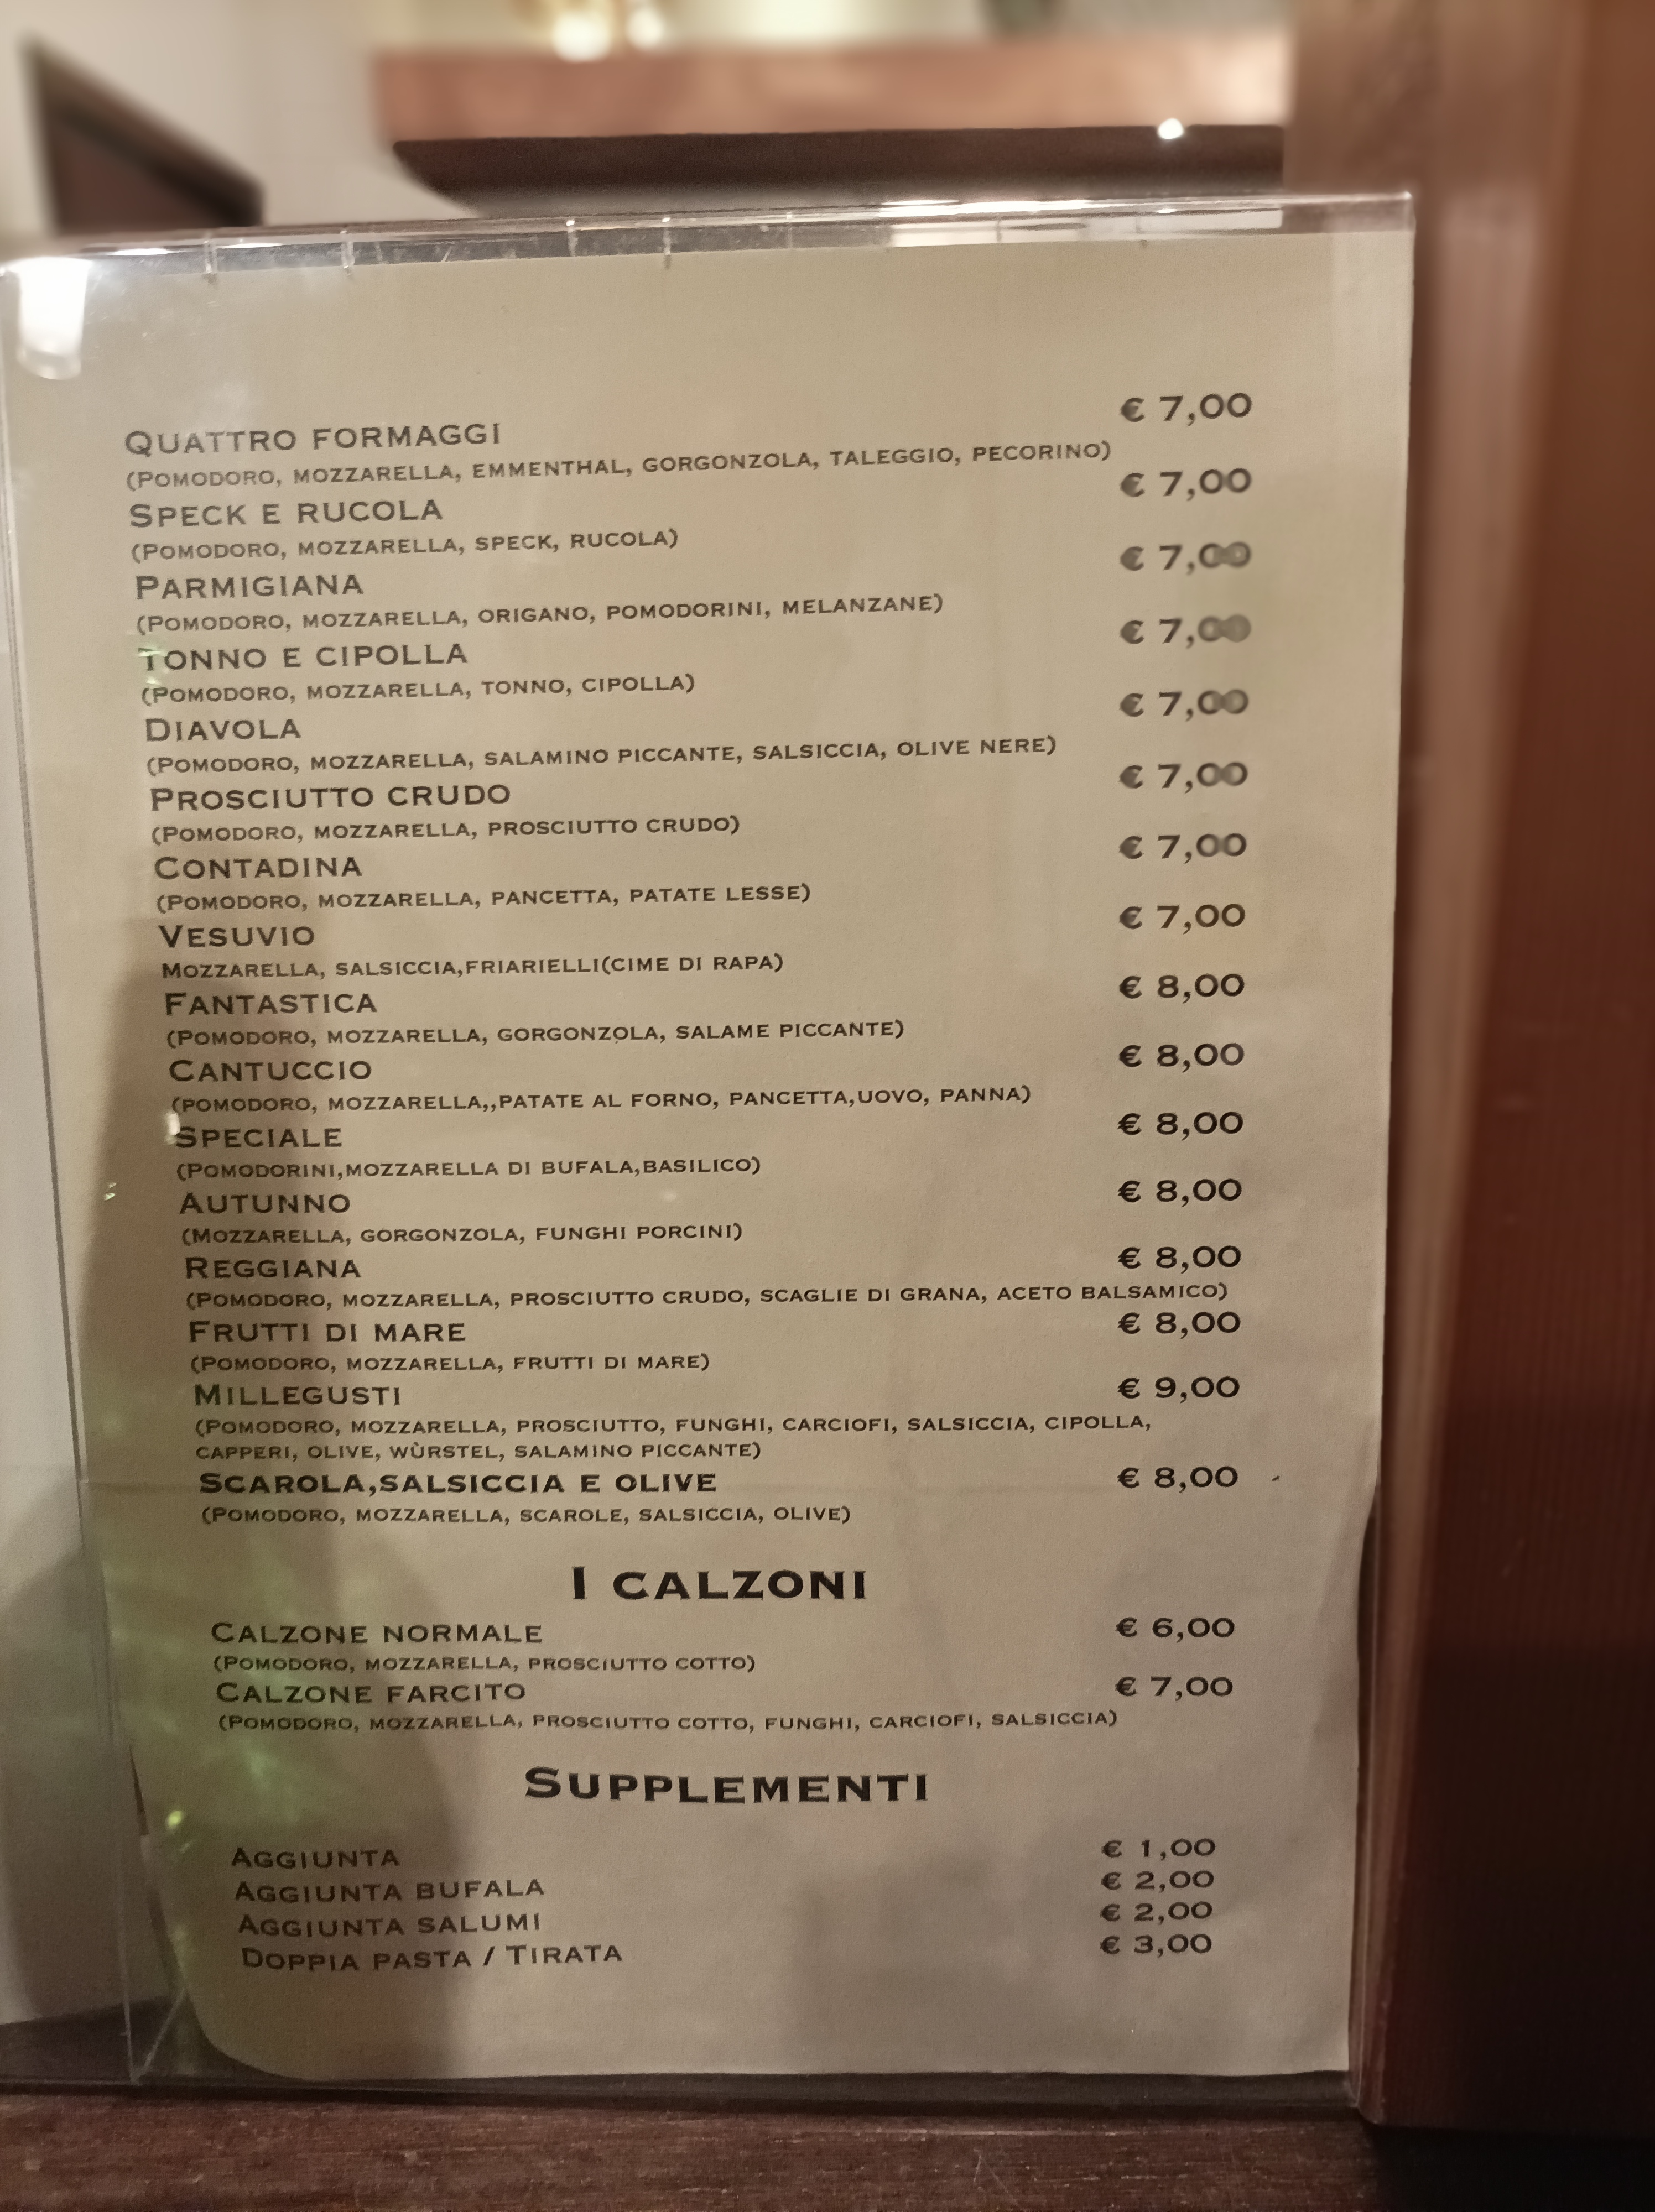 QUATTRO FORMAGGI € 7,00
(POMODORO, MOZZARELLA, EMMENTHAL, GORGONZOLA, TALEGGIO, PECORINO)
SPECK E RUCOLA € 7,00
(POMODORO, MOZZARELLA, SPECK, RUCOLA)
PARMIGIANA € 7,00
(POMODORO, MOZZARELLA, ORIGANO, POMODORINI, MELANZANE)
TONNO E CIPOLLA € 7,00
(POMODORO, MOZZARELLA, TONNO, CIPOLLA)
DIAVOLA € 7,00
(POMODORO, MOZZARELLA, SALAMINO PICCANTE, SALSICCIA, OLIVE NERE)
PROSCIUTTO CRUDO € 7,00
(POMODORO, MOZZARELLA, PROSCIUTTO CRUDO)
CONTADINA € 7,00
(POMODORO, MOZZARELLA, PANCETTA, PATATE LESSE)
VESUVIO € 7,00
MOZZARELLA, SALSICCIA,FRIARIELLI(CIME DI RAPA)
FANTASTICA € 8,00
(POMODORO, MOZZARELLA, GORGONZOLA, SALAME PICCANTE)
CANTUCCIO € 8,00
(POMODORO, MOZZARELLA,,PATATE AL FORNO, PANCETTA,UOVO, PANNA)
SPECIALE € 8,00
(POMODORINI,MOZZARELLA DI BUFALA,BASILICO)
AUTUNNO € 8,00
(MOZZARELLA, GORGONZOLA, FUNGHI PORCINI)
REGGIANA € 8,00
(POMODORO, MOZZARELLA, PROSCIUTTO CRUDO, SCAGLIE DI GRANA, ACETO BALSAMICO)
FRUTTI DI MARE € 8,00
(POMODORO, MOZZARELLA, FRUTTI DI MARE)
MILLEGUSTI € 9,00
(POMODORO, MOZZARELLA, PROSCIUTTO, FUNGHI, CARCIOFI, SALSICCIA, CIPOLLA,
CAPPERI, OLIVE, WÙRSTEL, SALAMINO PICCANTE)
SCAROLA,SALSICCIA E OLIVE € 8,00
(POMODORO, MOZZARELLA, SCAROLE, SALSICCIA, OLIVE)
I CALZONI
CALZONE NORMALE € 6,00
(POMODORO, MOZZARELLA, PROSCIUTTO COTTO)
CALZONE FARCITO € 7,00
(POMODORO, MOZZARELLA, PROSCIUTTO COTTO, FUNGHI, CARCIOFI, SALSICCIA)
SUPPLEMENTI
AGGIUNTA € 1,00
AGGIUNTA BUFALA € 2,00
AGGIUNTA SALUMI € 2,00
DOPPIA PASTA / TIRATA € 3,00